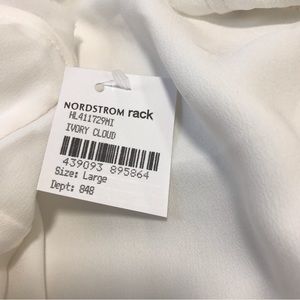 NORDSTROM rack
HL411729MI
IVORY CLOUD
439093 895864
Size: Large
Dept: 848